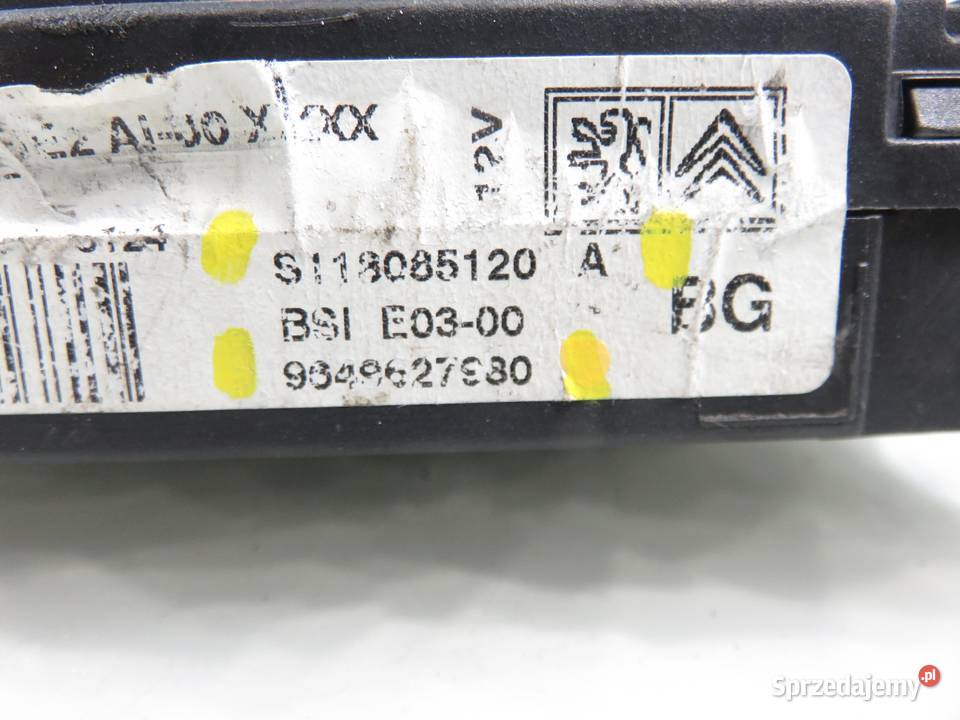 12V
S118085120 A
BSI E03-00
BG
9649627980
Sprzedajemy.pl